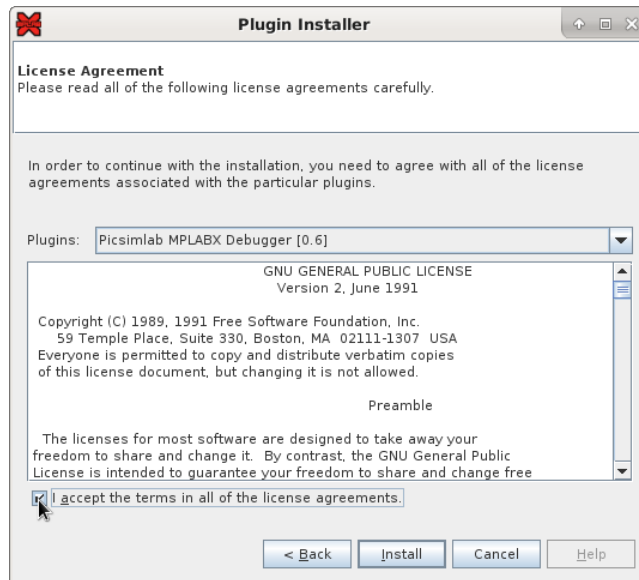 Plugin Installer
License Agreement
Please read all of the following license agreements carefully.
In order to continue with the installation, you need to agree with all of the license
agreements associated with the particular plugins.
Plugins: Picsimlab MPLABX Debugger [0.6]
GNU GENERAL PUBLIC LICENSE
Version 2, June 1991
Copyright (C) 1989, 1991 Free Software Foundation, Inc.
59 Temple Place, Suite 330, Boston, MA  02111-1307  USA
Everyone is permitted to copy and distribute verbatim copies
of this license document, but changing it is not allowed.
Preamble
The licenses for most software are designed to take away your
freedom to share and change it.  By contrast, the GNU General Public
License is intended to guarantee your freedom to share and change free
I accept the terms in all of the license agreements.
< Back Install Cancel Help